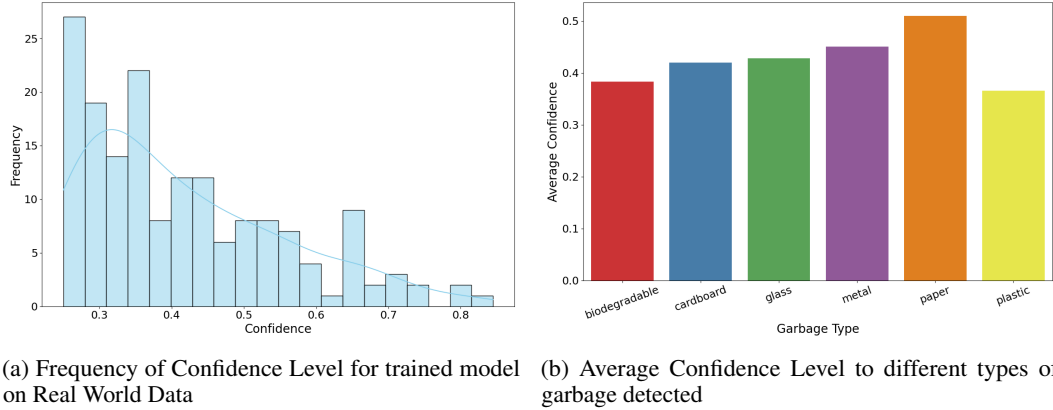 25
20
15
10
5
0
Frequency
0.3 0.4 0.5 0.6 0.7 0.8
Confidence
0.5
0.4
0.3
0.2
0.1
0.0
Average Confidence
biodegradable cardboard glass metal paper plastic
Garbage Type
(a) Frequency of Confidence Level for trained model
on Real World Data
(b) Average Confidence Level to different types of
garbage detected